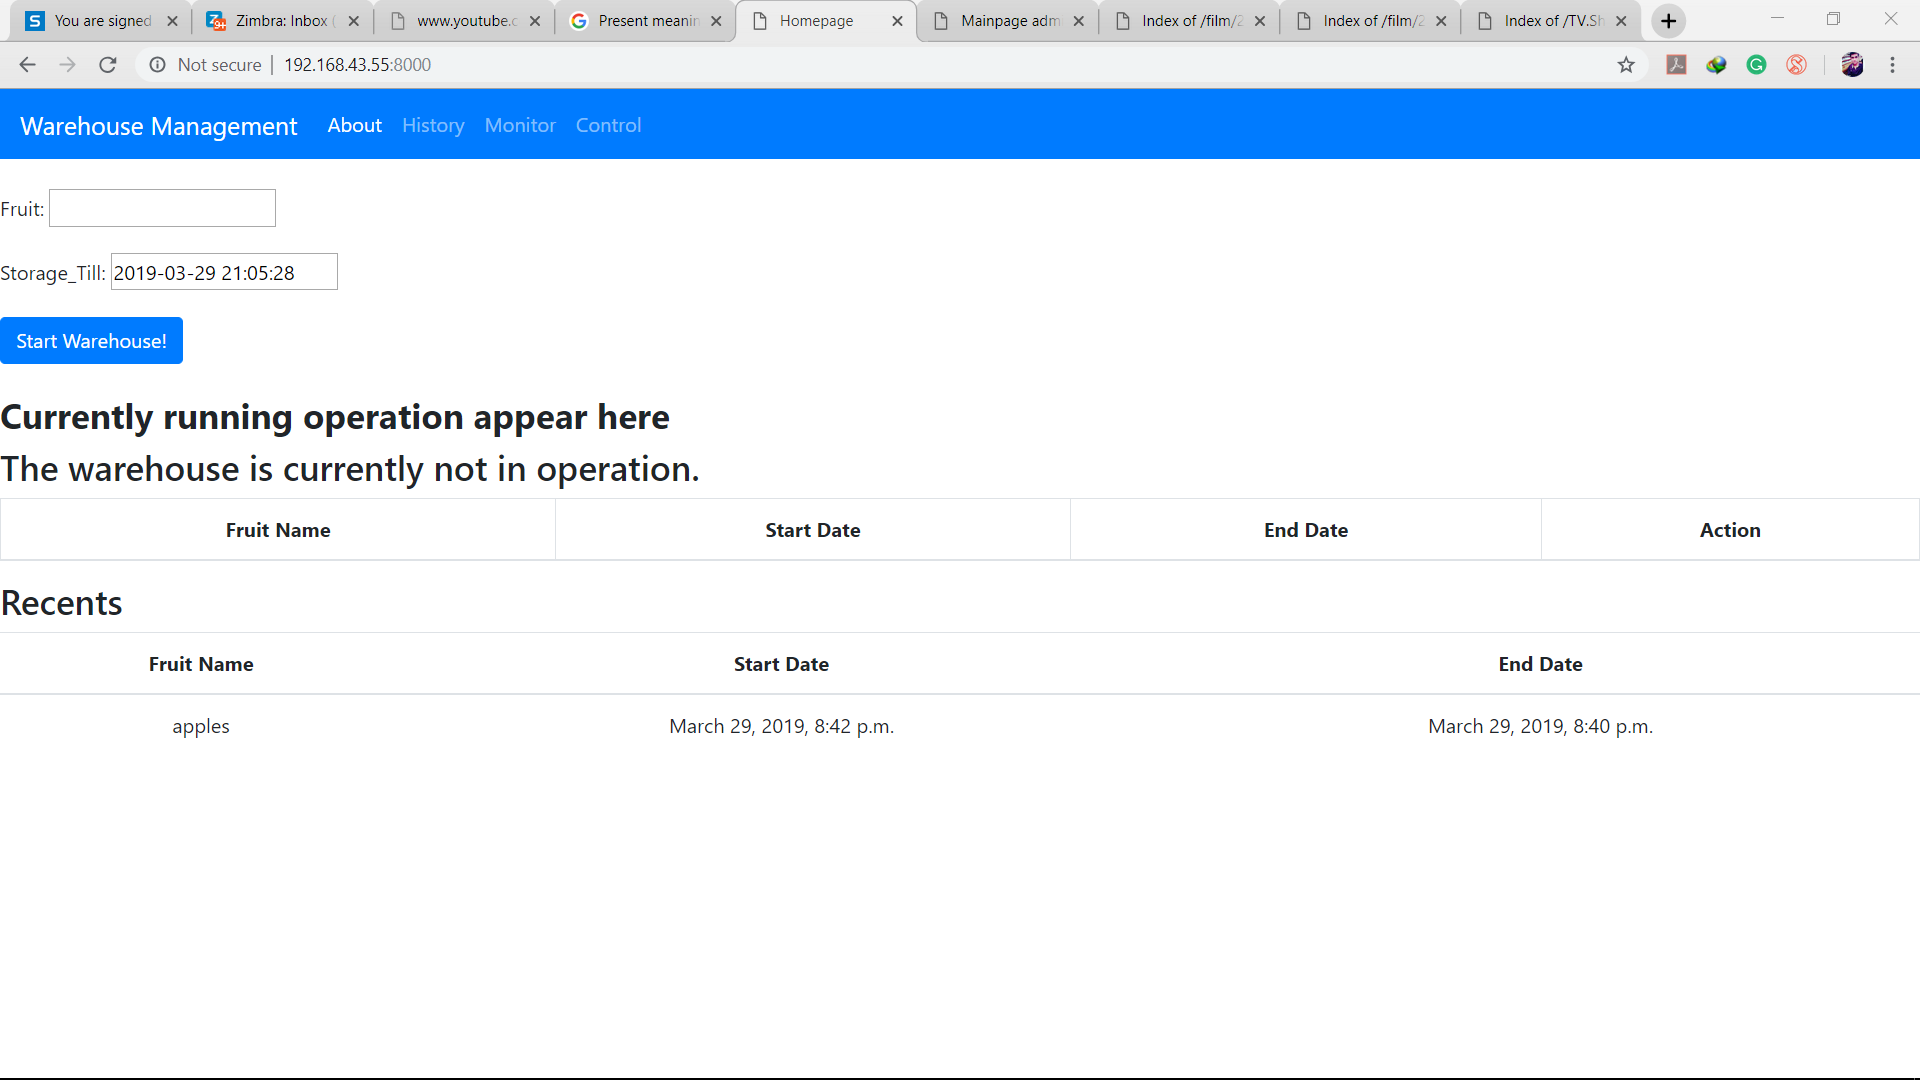 You are signed
Zimbra: Inbox (
www.youtube.c
Present meanin
Homepage
Mainpage adm
Index of /film/2
Index of /film/2
Index of /TV.Sh
Not secure | 192.168.43.55:8000
Warehouse Management About History Monitor Control
Fruit:
Storage_Till: 2019-03-29 21:05:28
Start Warehouse!
Currently running operation appear here
The warehouse is currently not in operation.
Fruit Name Start Date End Date Action
Recents
Fruit Name Start Date End Date
apples March 29, 2019, 8:42 p.m. March 29, 2019, 8:40 p.m.